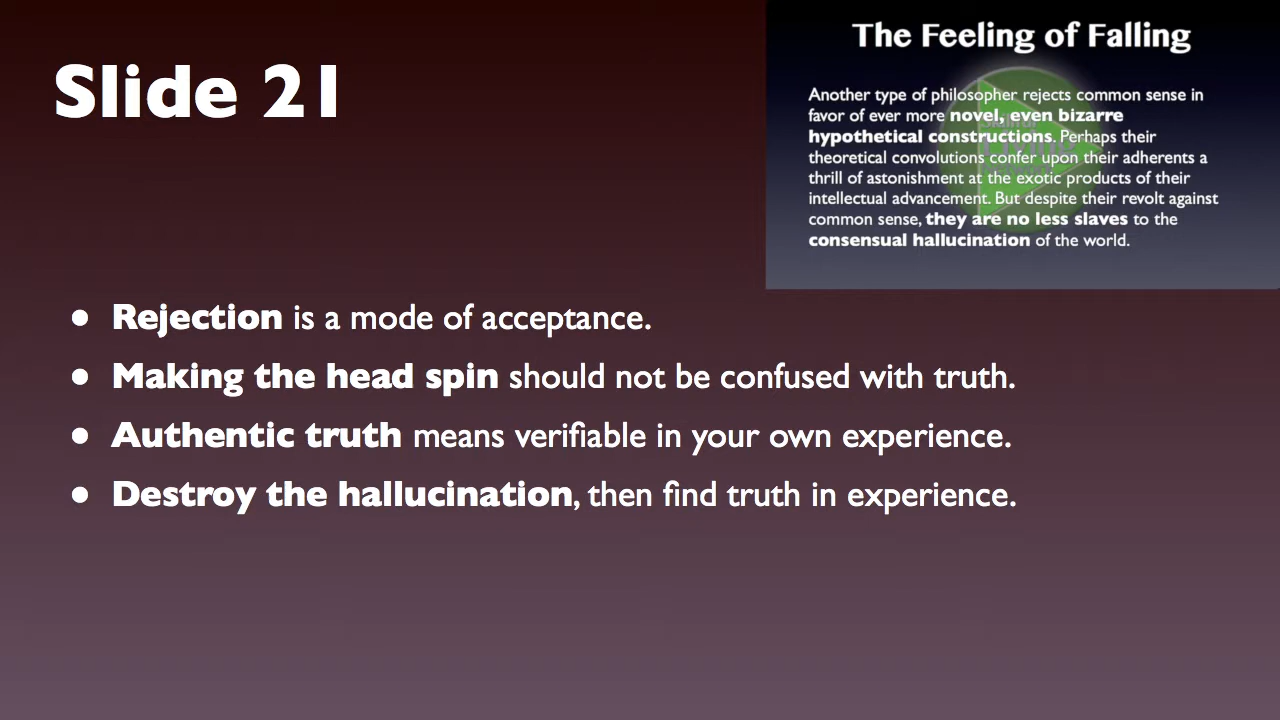 Slide 21
The Feeling of Falling
Another type of philosopher rejects common sense in
favor of ever more novel, even bizarre
hypothetical constructions. Perhaps their
theoretical convolutions confer upon their adherents a
thrill of astonishment at the exotic products of their
intellectual advancement. But despite their revolt against
common sense, they are no less slaves to the
consensual hallucination of the world.
• Rejection is a mode of acceptance.
• Making the head spin should not be confused with truth.
• Authentic truth means verifiable in your own experience.
• Destroy the hallucination, then find truth in experience.